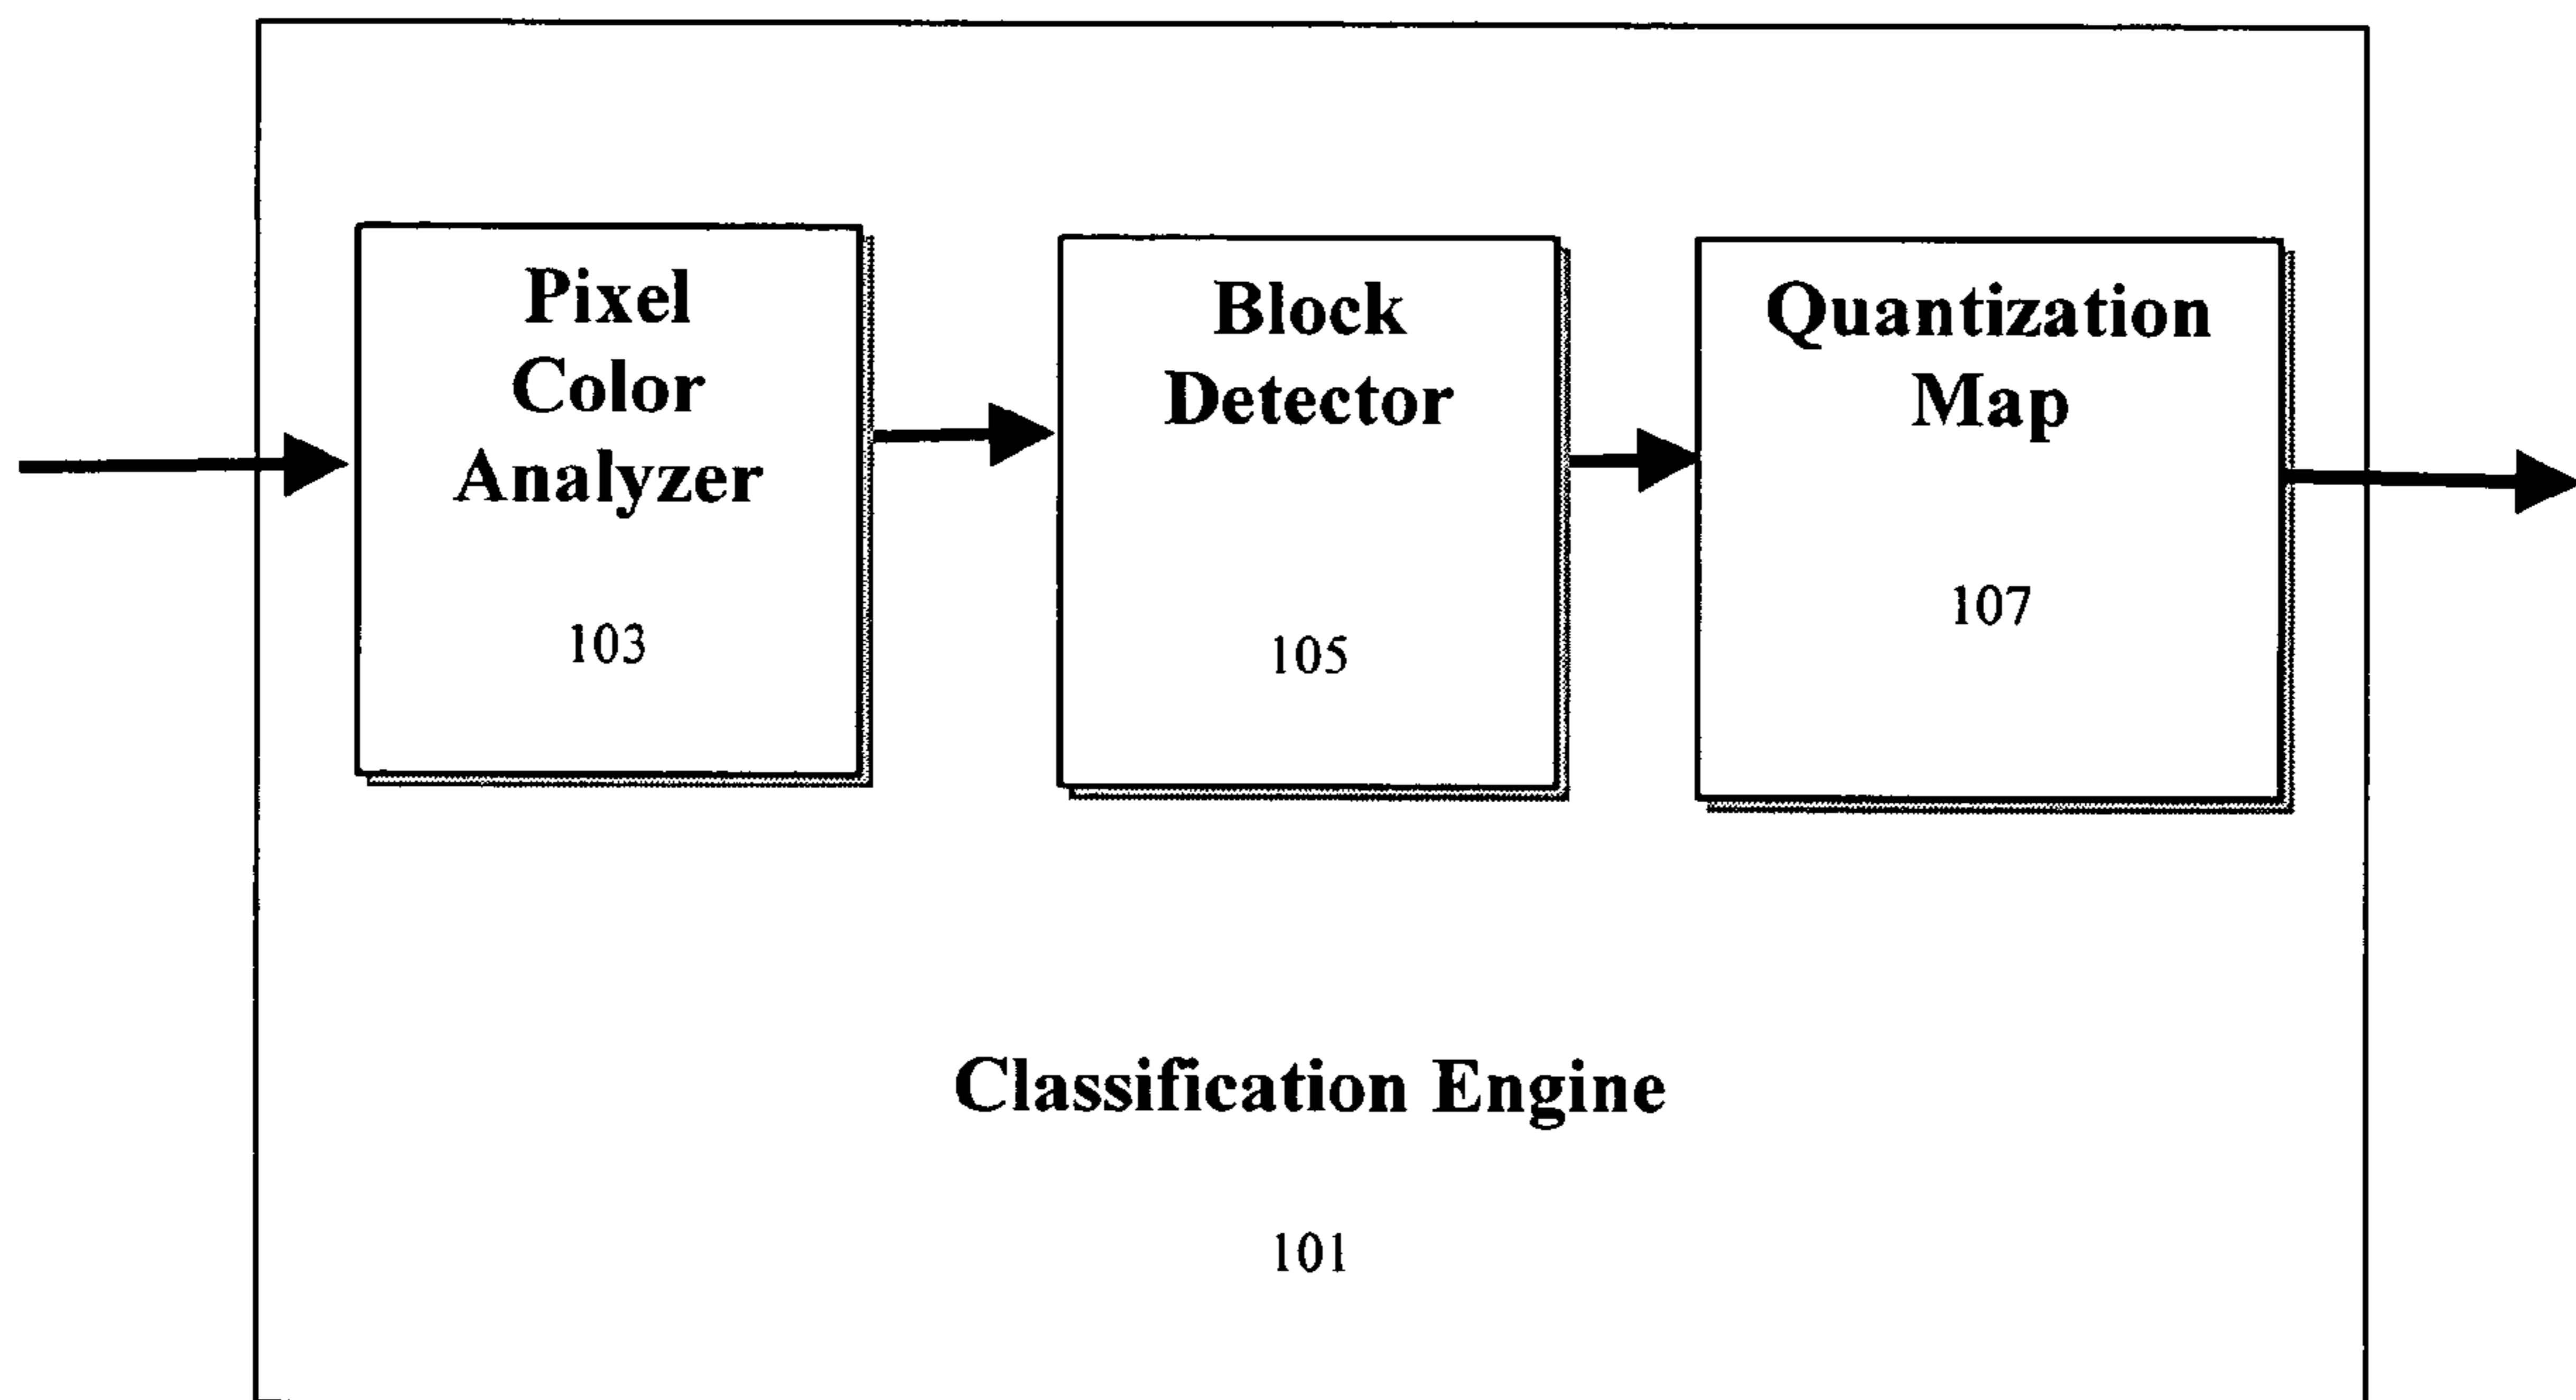 Pixel
Color
Analyzer
103
Block
Detector
105
Quantization
Map
107
Classification Engine
101